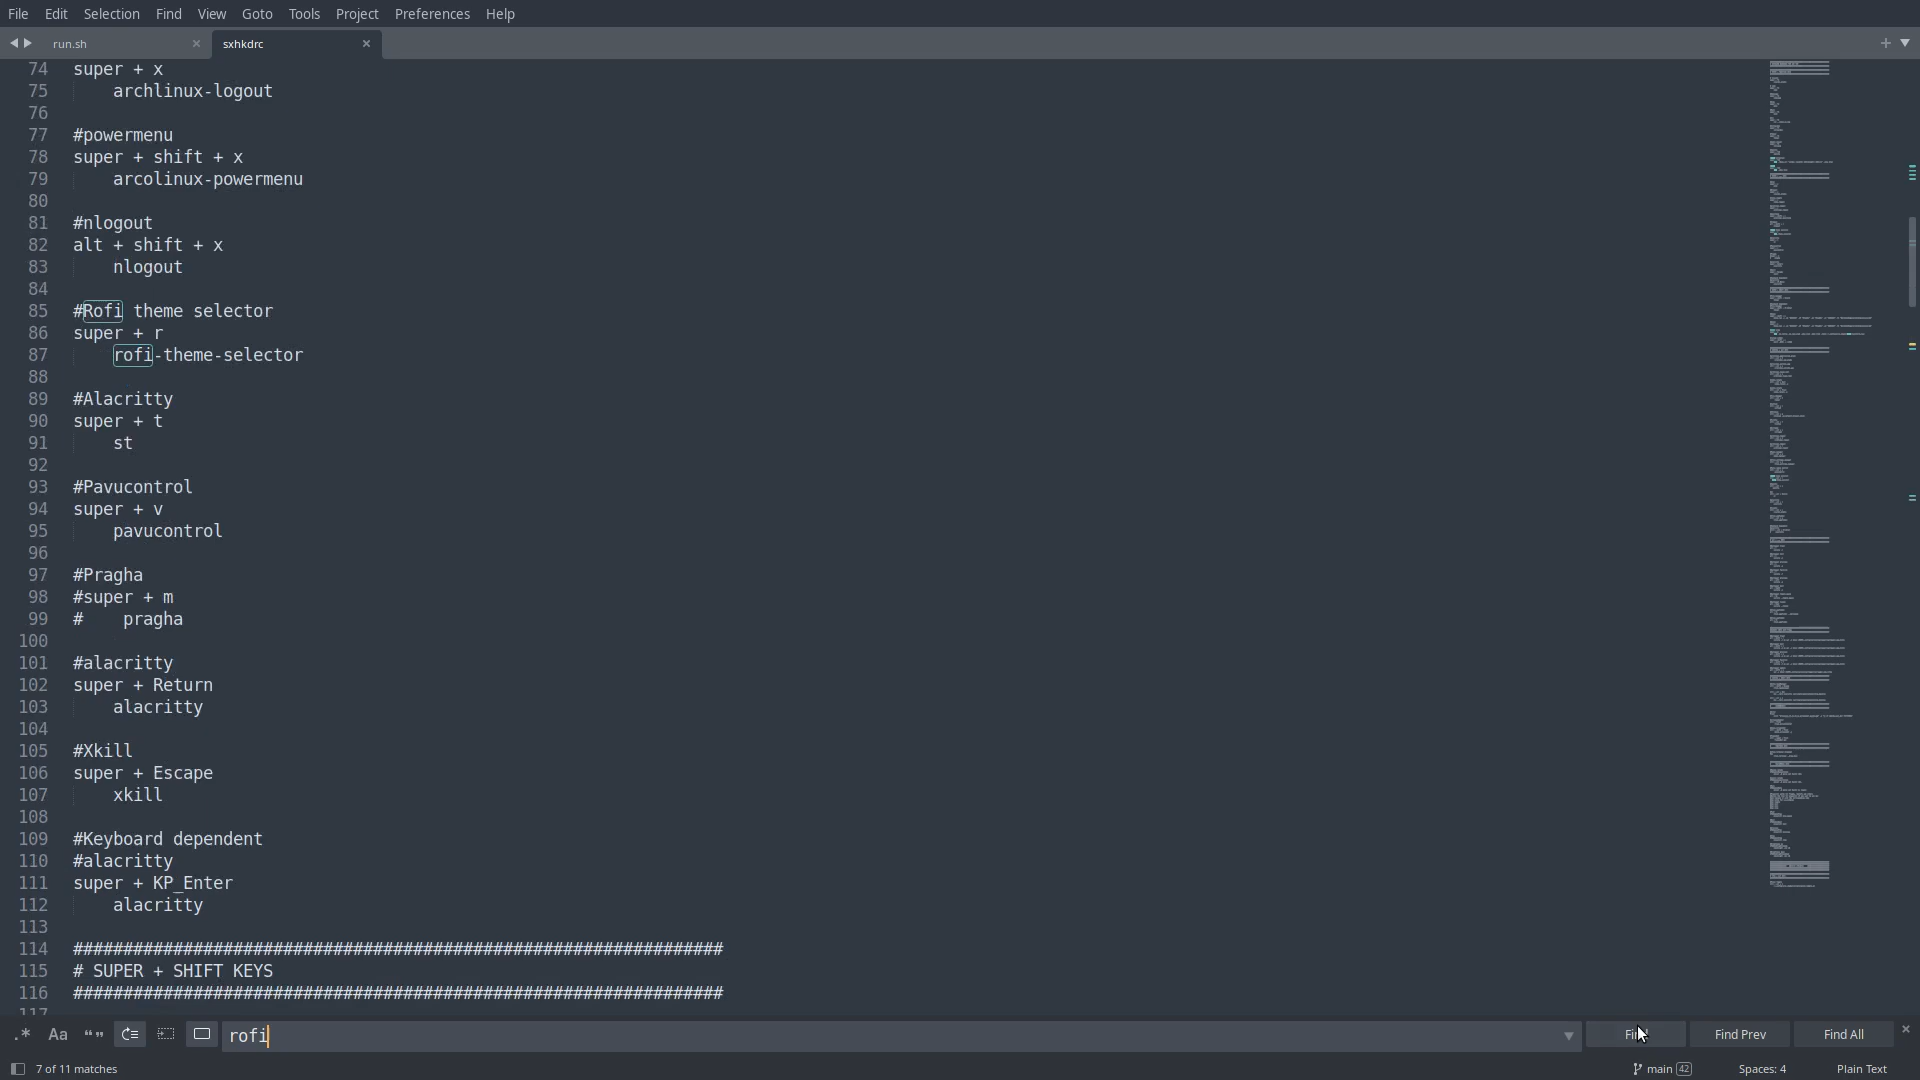 File Edit Selection Find View Goto Tools Project Preferences Help
run.sh
sxhkdrc
74 super + x
75 archlinux-logout
76
77 #powermenu
78 super + shift + x
79 arcolinux-powermenu
80
81 #nlogout
82 alt + shift + x
83 nlogout
84
85 #Rofi theme selector
86 super + r
87 rofi-theme-selector
88
89 #Alacritty
90 super + t
91 st
92
93 #Pavucontrol
94 super + v
95 pavucontrol
96
97 #Pragha
98 #super + m
99 # pragha
100
101 #alacritty
102 super + Return
103 alacritty
104
105 #Xkill
106 super + Escape
107 xkill
108
109 #Keyboard dependent
110 #alacritty
111 super + KP_Enter
112 alacritty
113
114 #################################################################
115 # SUPER + SHIFT KEYS
116 #################################################################
117
.* Aa “” rofi Find Find Prev Find All
7 of 11 matches main 42 Spaces: 4 Plain Text